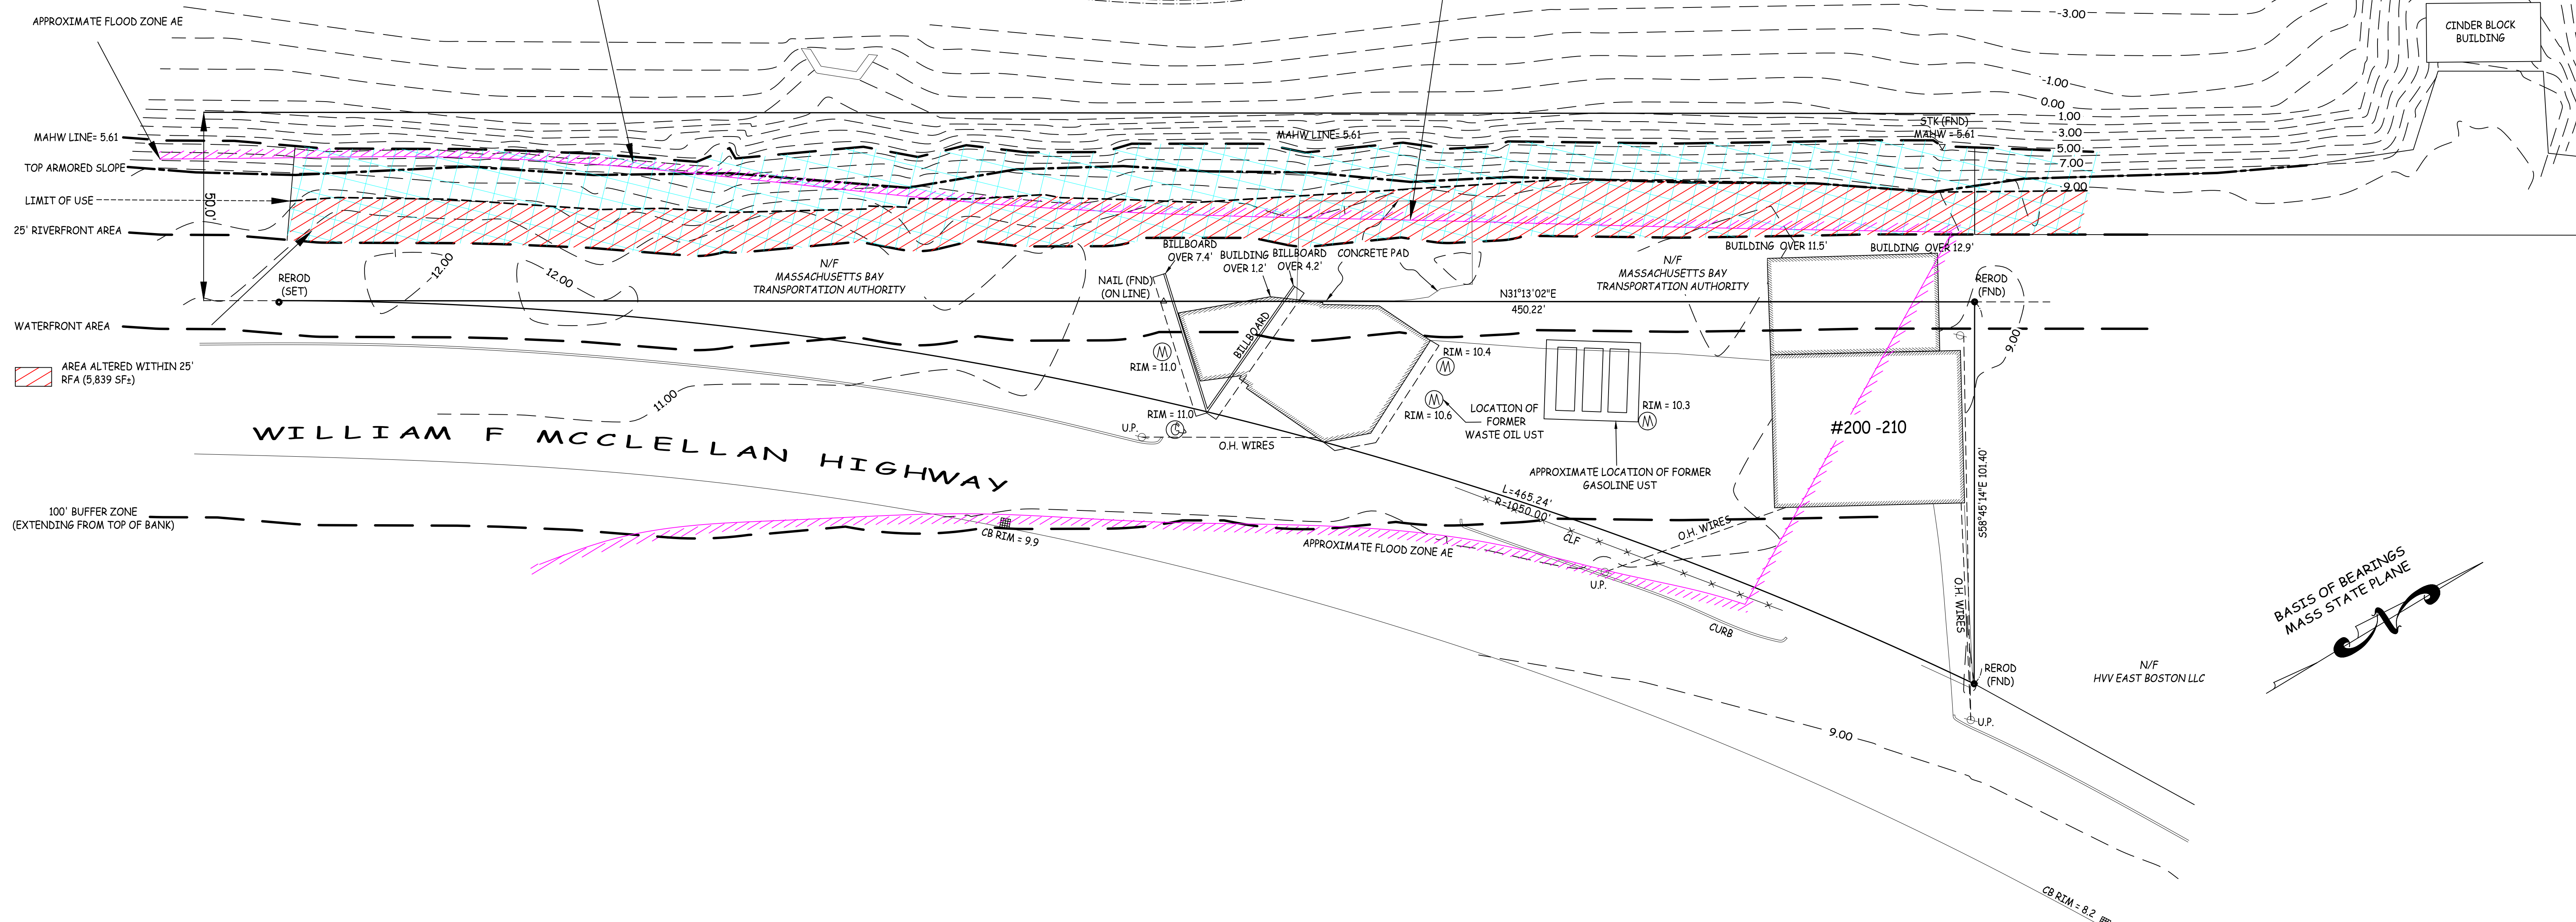 APPROXIMATE FLOOD ZONE AE
-3.00
CINDER BLOCK
BUILDING
-1.00
0.00
1.00
3.00
5.00
7.00
9.00
MAHW LINE= 5.61
MAHW LINE= 5.61
STK (FND)
MAHW = 5.61
TOP ARMORED SLOPE
LIMIT OF USE
50.0'
25' RIVERFRONT AREA
12.00
12.00
REROD
(SET)
N/F
MASSACHUSETTS BAY
TRANSPORTATION AUTHORITY
NAIL (FND)
(ON LINE)
BILLBOARD
OVER 7.4'
BUILDING
OVER 1.2'
BILLBOARD
OVER 4.2'
CONCRETE PAD
N/F
MASSACHUSETTS BAY
TRANSPORTATION AUTHORITY
BUILDING OVER 11.5'
BUILDING OVER 12.9'
REROD
(FND)
N31°13'02"E
450.22'
WATERFRONT AREA
BILLBOARD
9.00
AREA ALTERED WITHIN 25'
RFA (5,839 SF±)
M
RIM = 11.0
RIM = 10.4
M
11.00
RIM = 11.0
M
RIM = 10.6
LOCATION OF
FORMER
WASTE OIL UST
RIM = 10.3
M
U.P.
O.H. WIRES
#200 -210
WILLIAM F MCCLELLAN HIGHWAY
APPROXIMATE LOCATION OF FORMER
GASOLINE UST
S58°45'14"E 101.40'
L=465.24'
R=1050.00'
100' BUFFER ZONE
(EXTENDING FROM TOP OF BANK)
CB RIM = 9.9
APPROXIMATE FLOOD ZONE AE
CLF
O.H. WIRES
U.P.
O.H. WIRES
CURB
BASIS OF BEARINGS
MASS STATE PLANE
N
REROD
(FND)
N/F
HVV EAST BOSTON LLC
U.P.
9.00
CB RIM = 8.2